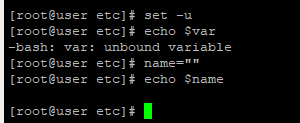 [root@user etc]# set -u
[root@user etc]# echo $var
-bash: var: unbound variable
[root@user etc]# name=""
[root@user etc]# echo $name

[root@user etc]#